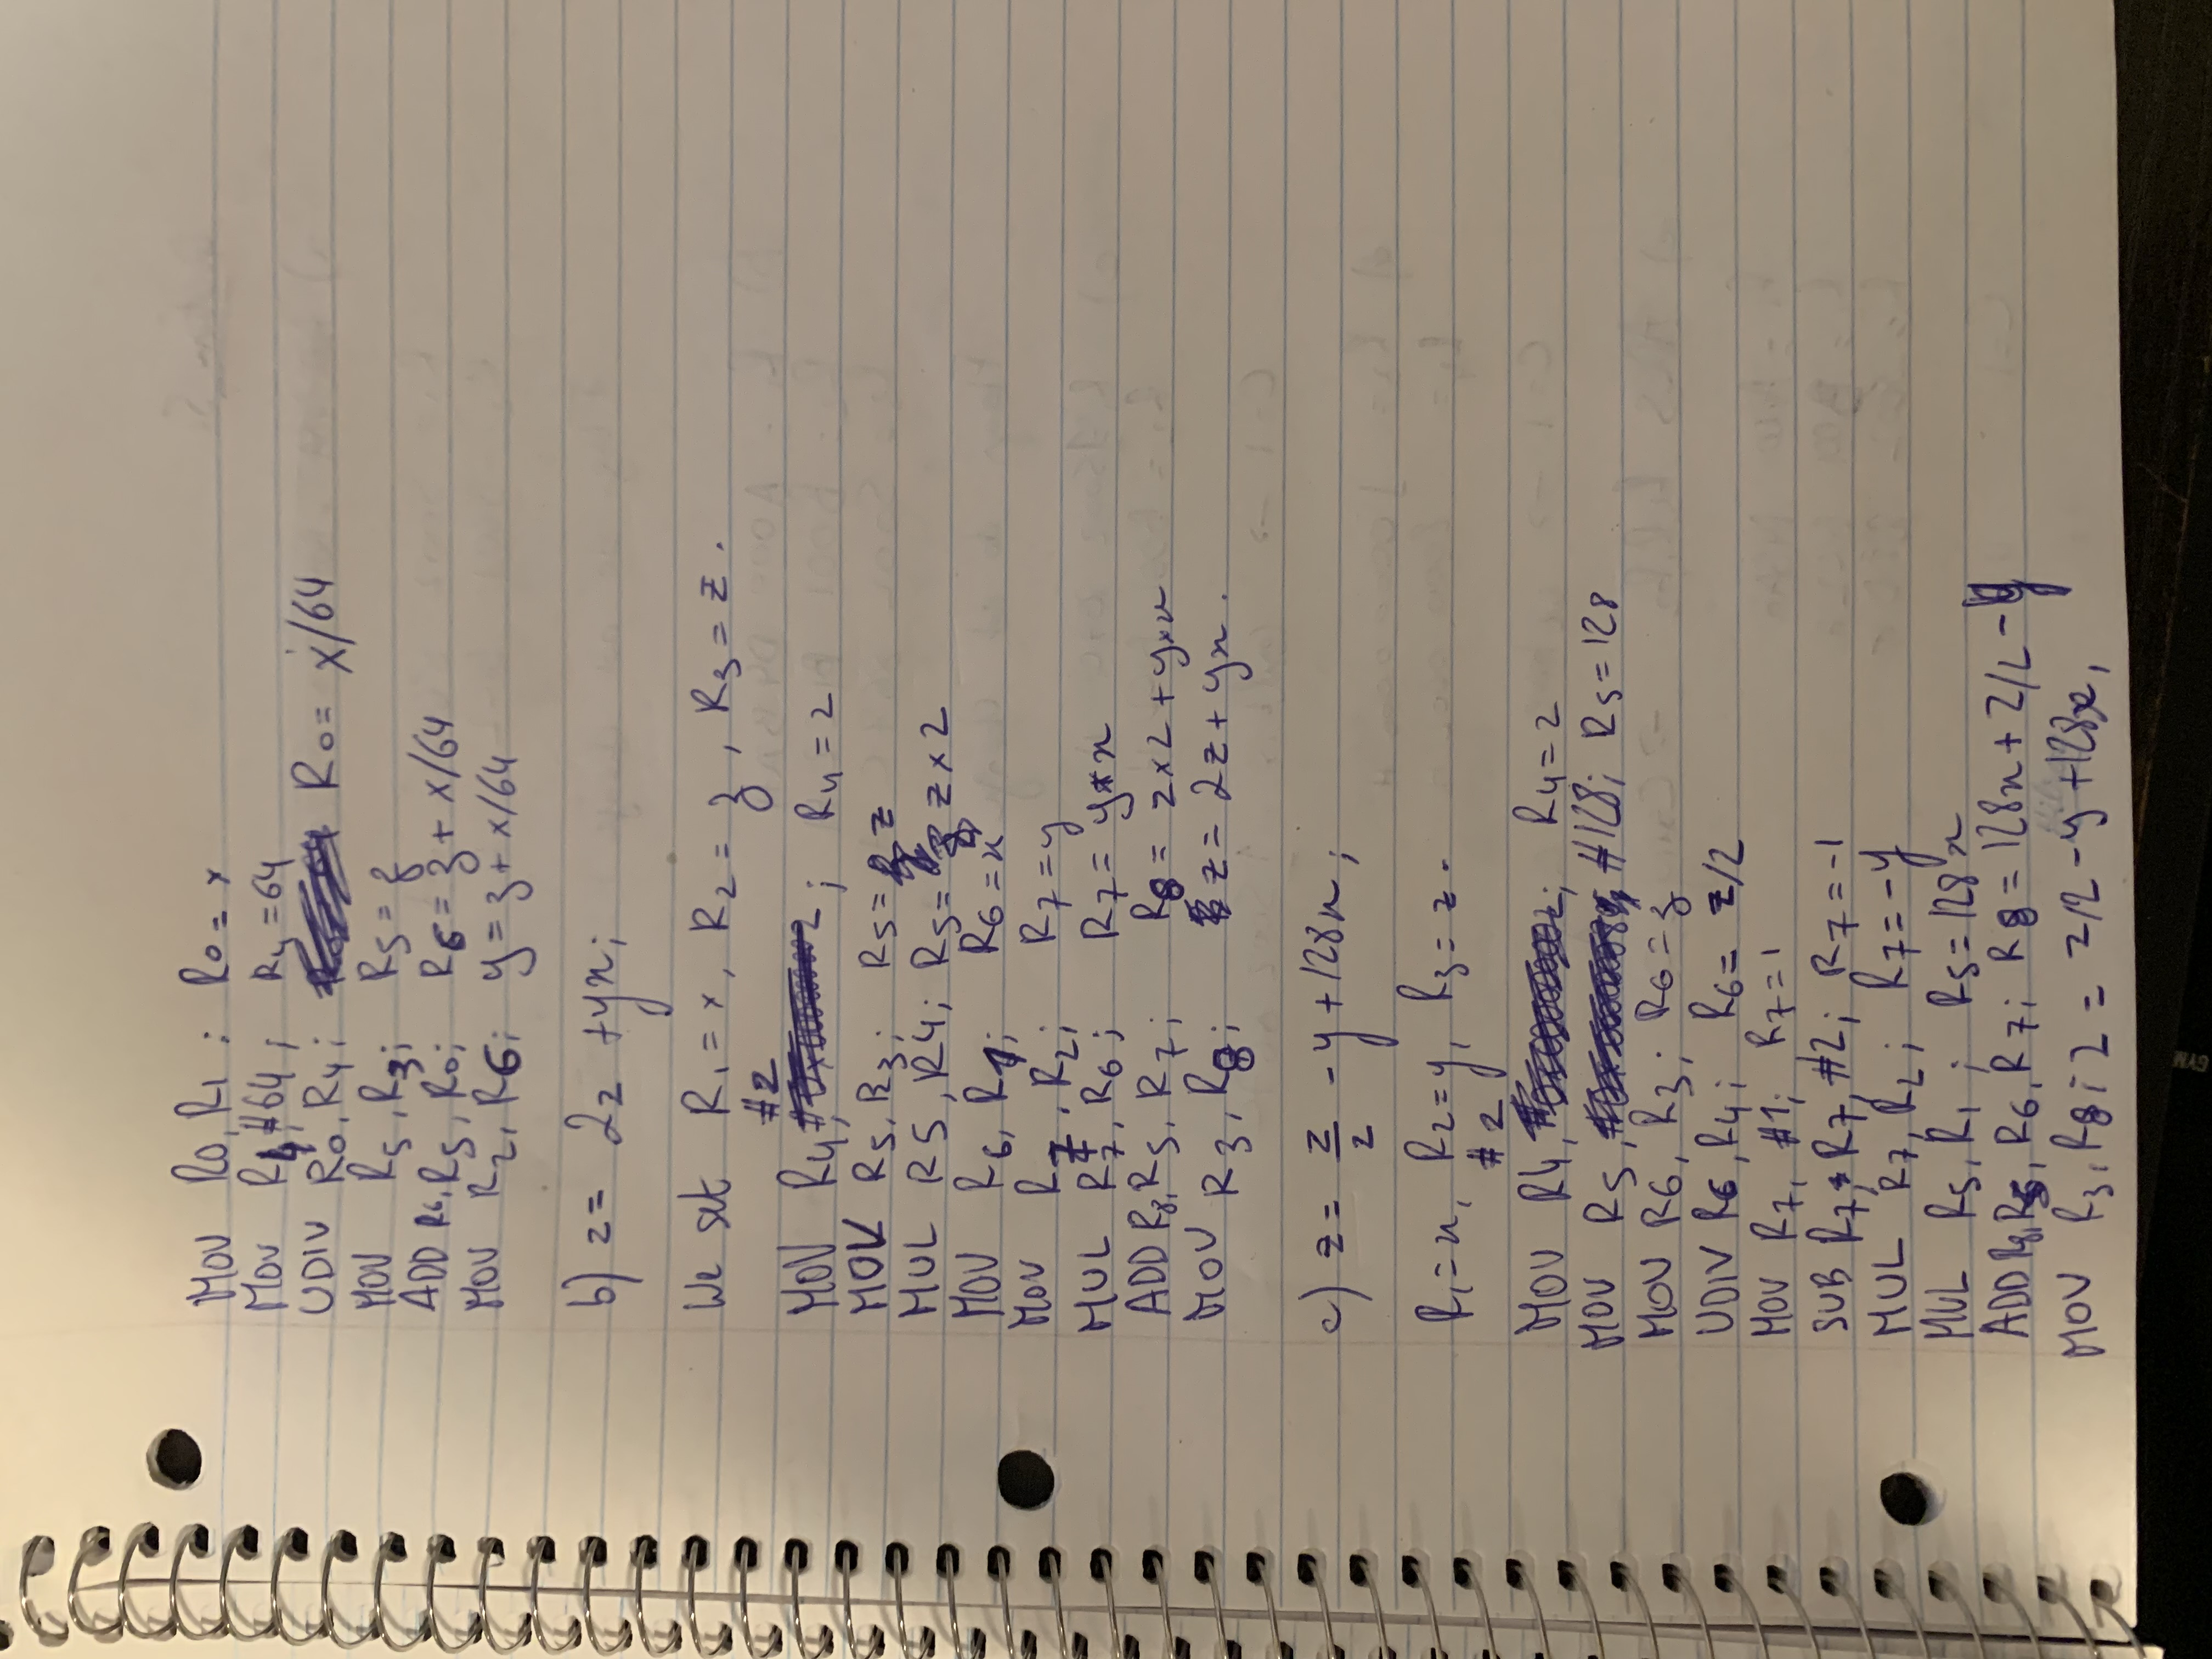 MOV R0, R1 ; R0 = x
MOV R4, #64 ; R4 = 64
UDIV R0, R4 ; R0 = x/64
MOV R5, R3; R5 = z
ADD R6, R5, R0; R6 = z + x/64
MOV R2, R6; y = z + x/64
b) z = 2z + yx;
We set R1 = x, R2 = z, R3 = z.
#2
MOV R4, ; R4 = 2
MOV R5, R3; R5 = z
MUL R5, R4; R5 = z x 2
MOV R6, R1; R6 = x
MOV R7, R2; R7 = y
MUL R7, R6; R7 = y*x
ADD R8, R5, R7; R8 = z x 2 + y x x
MOV R3, R8; z = 2z + yx.
c) z = z/2 - y + 128x;
R1 = x, R2 = y, R3 = z.
#2
MOV R4, ; R4 = 2
MOV R5, #128; R5 = 128
MOV R6, R3; R6 = z
UDIV R6, R4; R6 = z/2
MOV R7, #1; R7 = 1
SUB R7, R7, #2; R7 = -1
MUL R7, R2; R7 = -y
MUL R5, R1; R5 = 128x
ADD R8, R5, R6, R7; R8 = 128x + z/2 - y
MOV R3, R8; z = z/2 - y + 128x,
GYM